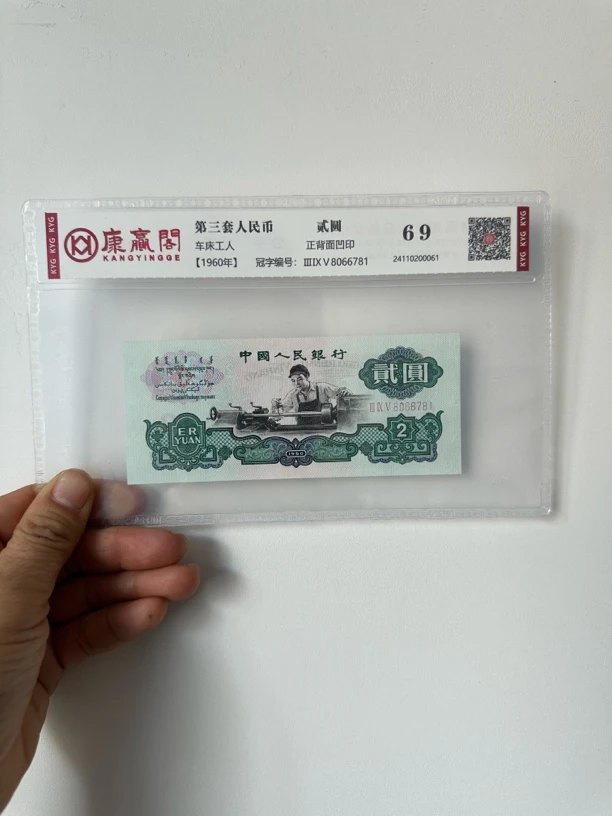 康赢閣
KANGYINGGE
第三套人民币 贰圆 69
车床工人 正背面凹印
【1960年】 冠字编号：ⅢⅨⅤ8066781 24110200061
KYG KYG KYG
KYG KYG KYG
中國人民銀行
貳圓
ⅢⅨⅤ8066781
ER
YUAN
1960
2